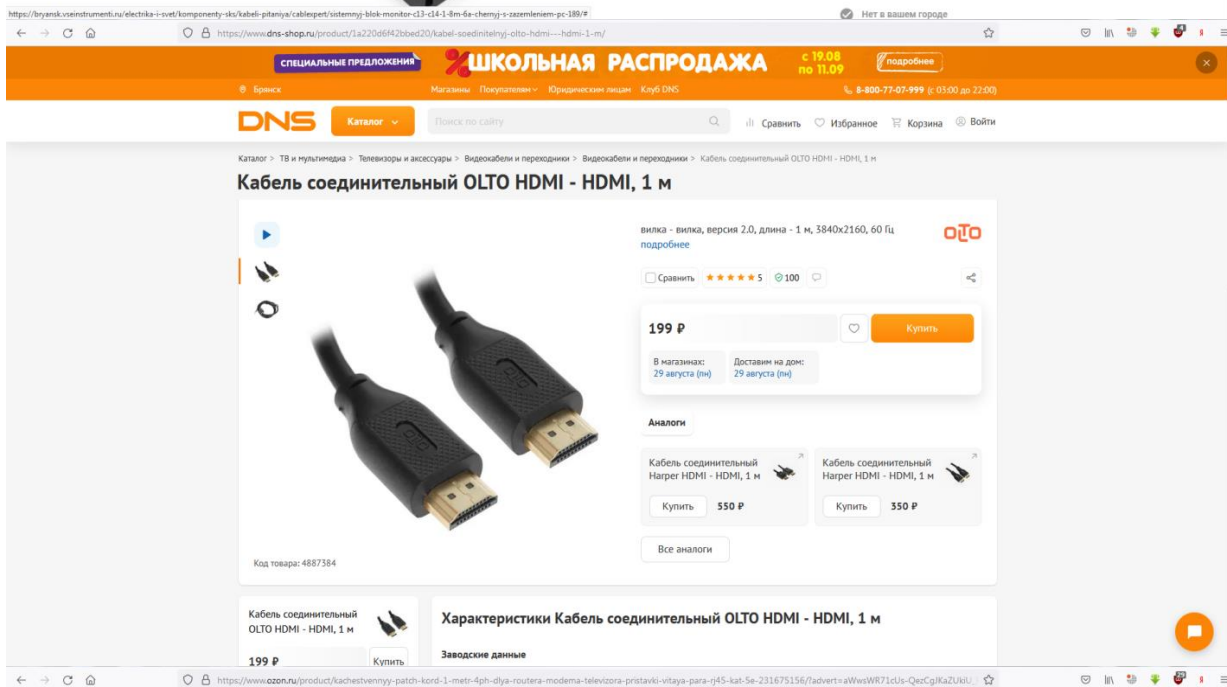 https://bryansk.vseinstrumenti.ru/electrika-i-svet/komponenty-sks/kabeli-pitaniya/cablexpert/sistemnyj-blok-monitor-c13-c14-1-8m-6a-chernyj-s-zazemleniem-pc-189/#
Нет в вашем городе
https://www.dns-shop.ru/product/1a220d6f42bbed20/kabel-soedinitelnyj-olto-hdmi---hdmi-1-m/
СПЕЦИАЛЬНЫЕ ПРЕДЛОЖЕНИЯ
ШКОЛЬНАЯ РАСПРОДАЖА
с 19.08
по 11.09
подробнее
Брянск
Магазины Покупателям Юридическим лицам Клуб DNS
8-800-77-07-999 (с 03:00 до 22:00)
DNS
Каталог
Поиск по сайту
Сравнить
Избранное
Корзина
Войти
Каталог > ТВ и мультимедиа > Телевизоры и аксессуары > Видеокабели и переходники > Видеокабели и переходники > Кабель соединительный OLTO HDMI - HDMI, 1 м
Кабель соединительный OLTO HDMI - HDMI, 1 м
вилка - вилка, версия 2.0, длина - 1 м, 3840x2160, 60 Гц
подробнее
OLTO
Сравнить
5
100
199 ₽
Купить
В магазинах:
29 августа (пн)
Доставим на дом:
29 августа (пн)
Аналоги
Кабель соединительный
Harper HDMI - HDMI, 1 м
Купить
550 ₽
Кабель соединительный
Harper HDMI - HDMI, 1 м
Купить
350 ₽
Все аналоги
OLTO
OLTO
Код товара: 4887384
Кабель соединительный
OLTO HDMI - HDMI, 1 м
199 ₽
Купить
Характеристики Кабель соединительный OLTO HDMI - HDMI, 1 м
Заводские данные
https://www.ozon.ru/product/kachestvennyy-patch-kord-1-metr-4ph-dlya-routera-modema-televizora-pristavki-vitaya-para-rj45-kat-5e-231675156/?advert=